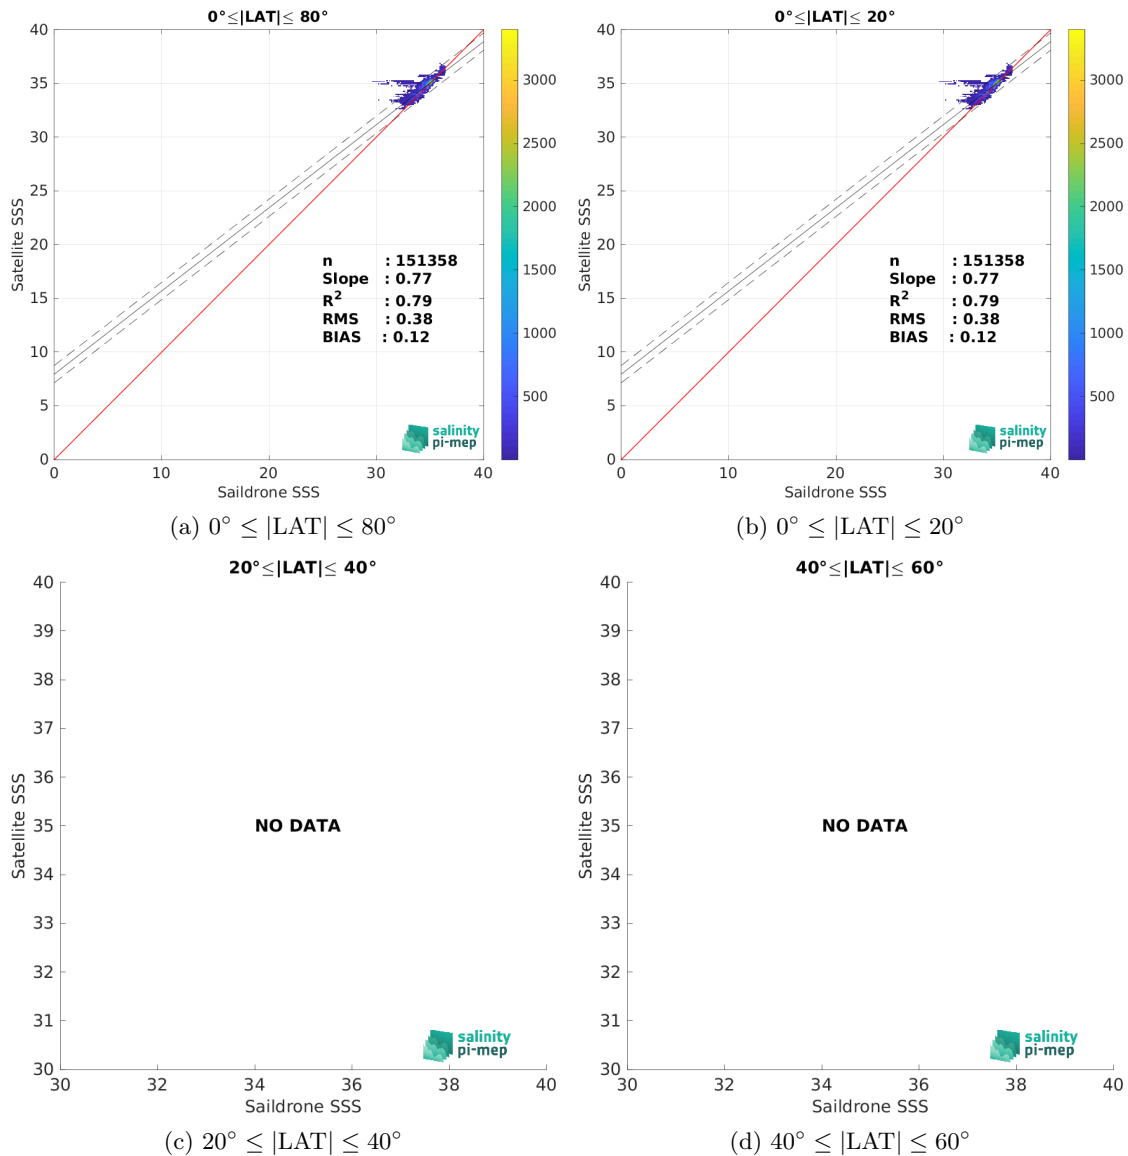 0°≤|LAT|≤ 80°
40
35
30
25
20
15
10
5
0
Satellite SSS
n : 151358
Slope : 0.77
R² : 0.79
RMS : 0.38
BIAS : 0.12
salinity
pi-mep
0 10 20 30 40
Saildrone SSS
3000
2500
2000
1500
1000
500
(a) 0° ≤ |LAT| ≤ 80°
0°≤|LAT|≤ 20°
40
35
30
25
20
15
10
5
0
Satellite SSS
n : 151358
Slope : 0.77
R² : 0.79
RMS : 0.38
BIAS : 0.12
salinity
pi-mep
0 10 20 30 40
Saildrone SSS
3000
2500
2000
1500
1000
500
(b) 0° ≤ |LAT| ≤ 20°
20°≤|LAT|≤ 40°
40
39
38
37
36
35
34
33
32
31
30
Satellite SSS
NO DATA
salinity
pi-mep
30 32 34 36 38 40
Saildrone SSS
(c) 20° ≤ |LAT| ≤ 40°
40°≤|LAT|≤ 60°
40
39
38
37
36
35
34
33
32
31
30
Satellite SSS
NO DATA
salinity
pi-mep
30 32 34 36 38 40
Saildrone SSS
(d) 40° ≤ |LAT| ≤ 60°